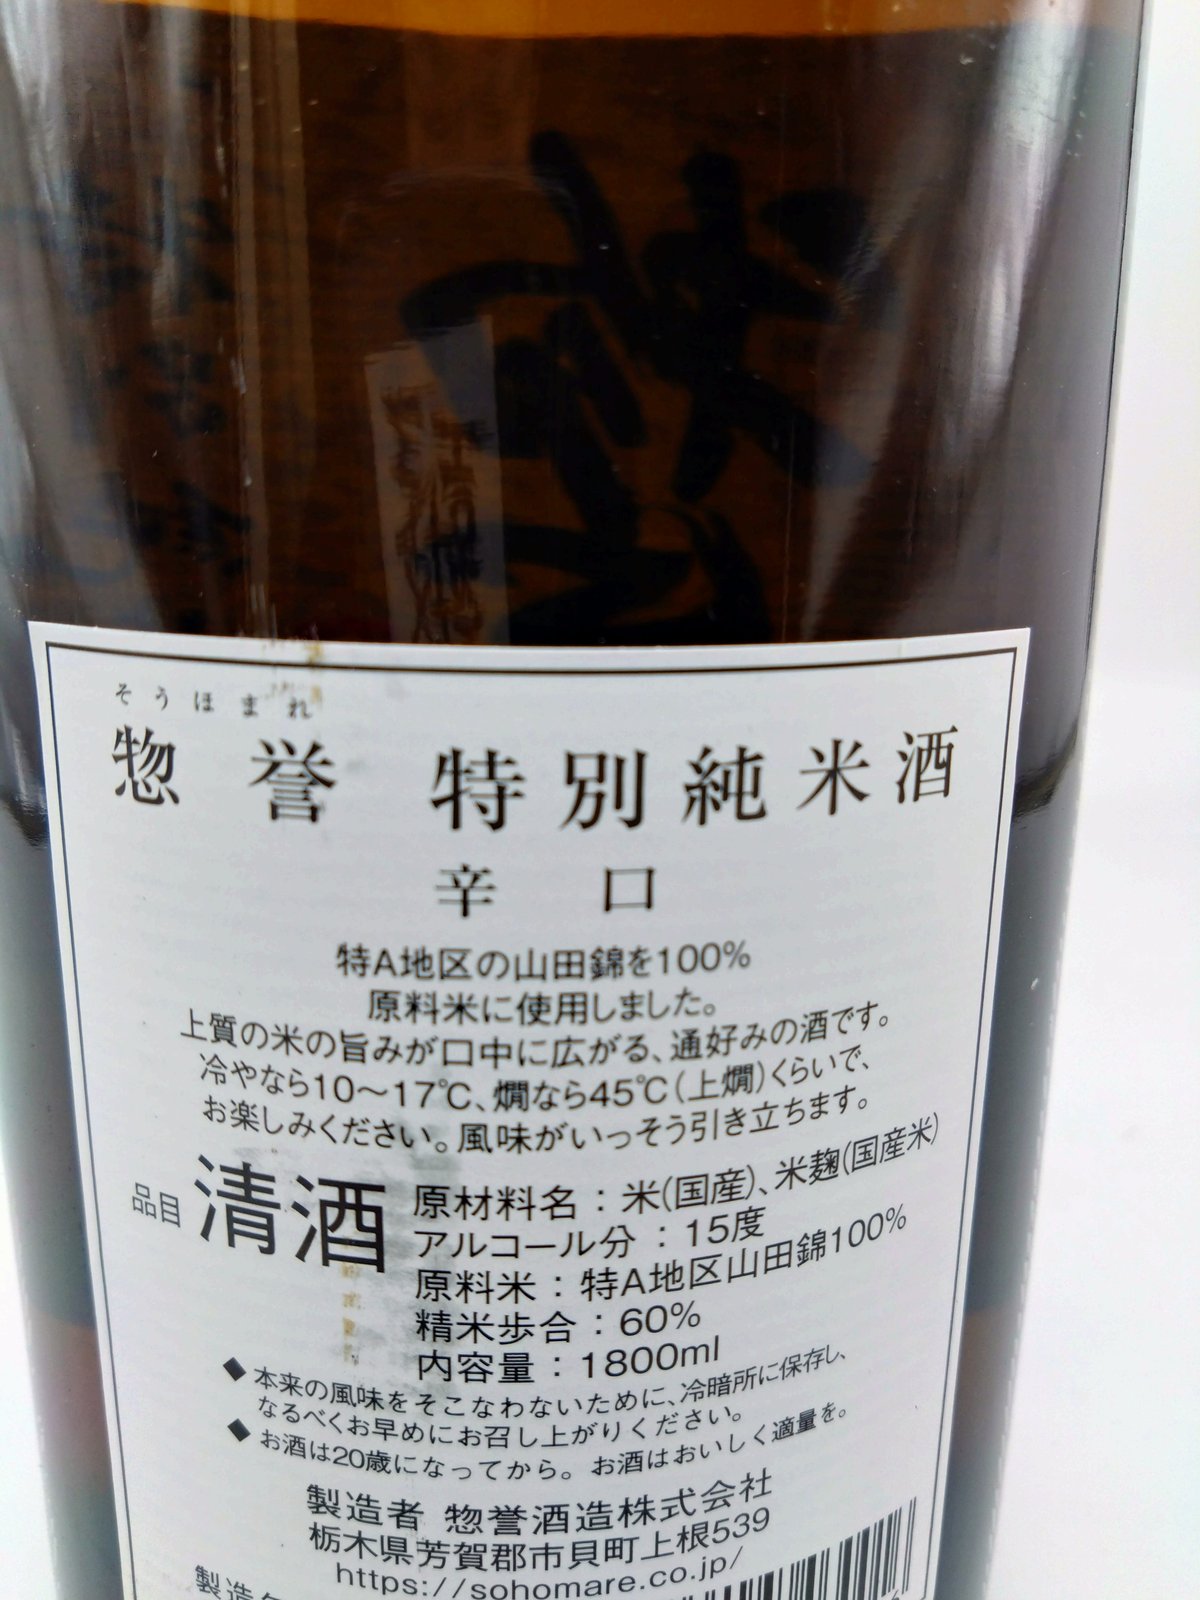 そうほまれ
惣誉 特別純米酒
辛口
特A地区の山田錦を100%
原料米に使用しました。
上質の米の旨みが口中に広がる、通好みの酒です。
冷やなら10～17℃、燗なら45℃(上燗)くらいで、
お楽しみください。風味がいっそう引き立ちます。
品目 清酒
原材料名：米(国産)、米麹(国産米)
アルコール分：15度
原料米：特A地区山田錦100%
精米歩合：60%
内容量：1800ml
◆本来の風味をそこなわないために、冷暗所に保存し、
なるべくお早めにお召し上がりください。
◆お酒は20歳になってから。お酒はおいしく適量を。
製造者 惣誉酒造株式会社
栃木県芳賀郡市貝町上根539
https://sohomare.co.jp/
製造年